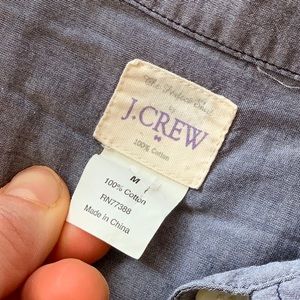 The Perfect Shirt
by
J.CREW
100% Cotton
M
100% Cotton
RN77388
Made in China